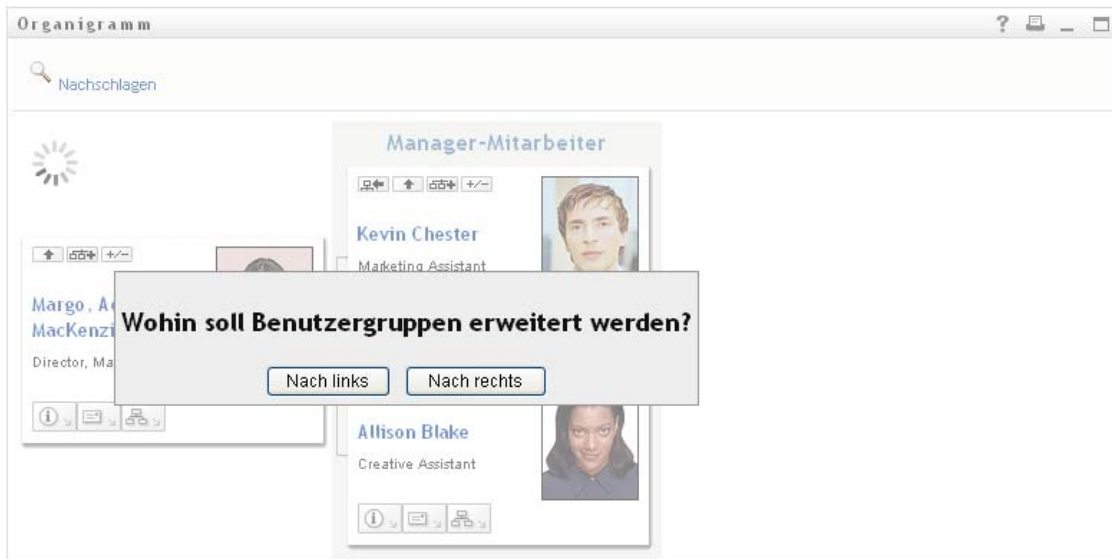 Organigramm
?
Nachschlagen
Manager-Mitarbeiter
+/-
Kevin Chester
Marketing Assistant
+/-
Margo,
MacKenzi
Director,
Wohin soll Benutzergruppen erweitert werden?
Nach links
Nach rechts
Allison Blake
Creative Assistant